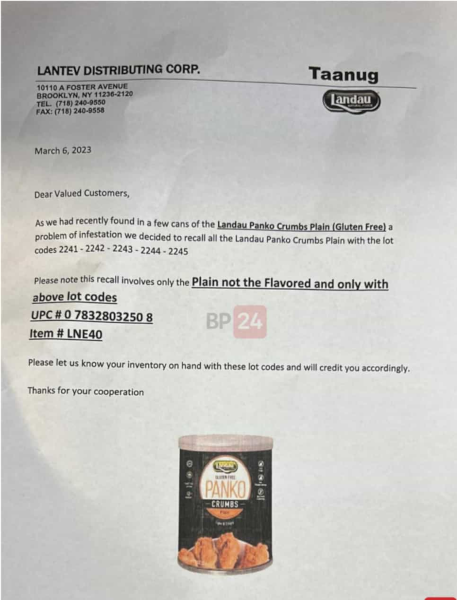 LANTEV DISTRIBUTING CORP.
Taanug
10110 A FOSTER AVENUE
BROOKLYN, NY 11236-2120
TEL. (718) 240-9550
FAX: (718) 240-9558
Landau
March 6, 2023
Dear Valued Customers,
As we had recently found in a few cans of the Landau Panko Crumbs Plain (Gluten Free) a
problem of infestation we decided to recall all the Landau Panko Crumbs Plain with the lot
codes 2241 - 2242 - 2243 - 2244 - 2245
Please note this recall involves only the Plain not the Flavored and only with
above lot codes
UPC # 0 7832803250 8
Item # LNE40
BP 24
Please let us know your inventory on hand with these lot codes and will credit you accordingly.
Thanks for your cooperation
LANDAU
GLUTEN FREE
PANKO
CRUMBS